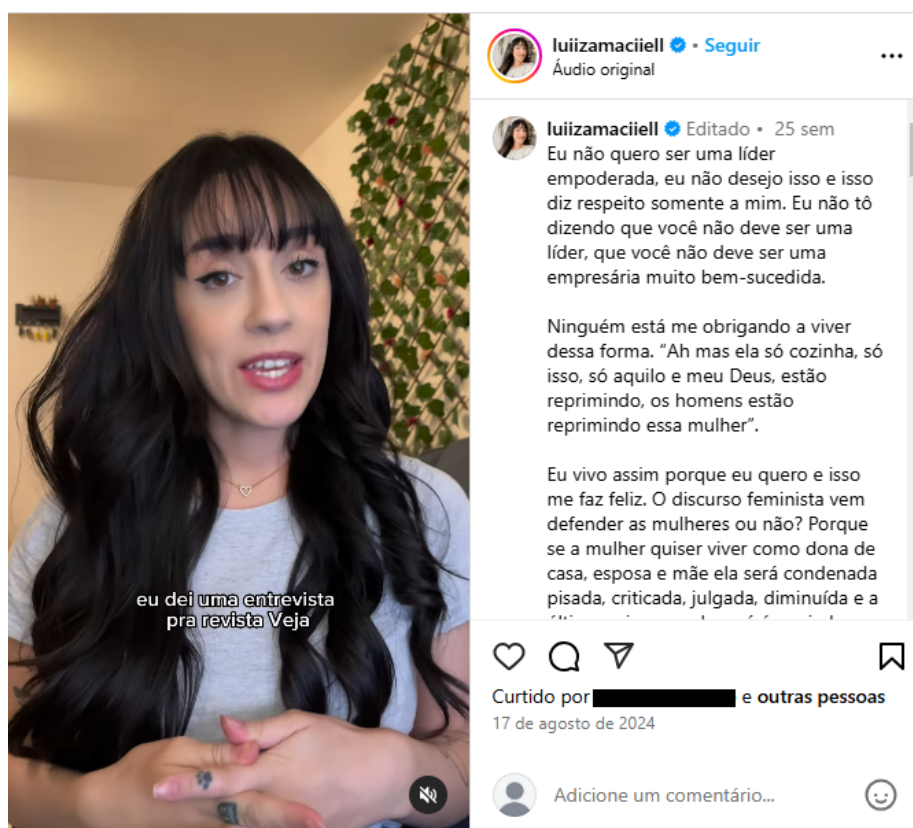 eu dei uma entrevista
pra revista Veja
luiizamaciiell • Seguir
Áudio original
luiizamaciiell Editado • 25 sem
Eu não quero ser uma líder
empoderada, eu não desejo isso e isso
diz respeito somente a mim. Eu não tô
dizendo que você não deve ser uma
líder, que você não deve ser uma
empresária muito bem-sucedida.
Ninguém está me obrigando a viver
dessa forma. “Ah mas ela só cozinha, só
isso, só aquilo e meu Deus, estão
reprimindo, os homens estão
reprimindo essa mulher”.
Eu vivo assim porque eu quero e isso
me faz feliz. O discurso feminista vem
defender as mulheres ou não? Porque
se a mulher quiser viver como dona de
casa, esposa e mãe ela será condenada
pisada, criticada, julgada, diminuída e a
Curtido por e outras pessoas
17 de agosto de 2024
Adicione um comentário...